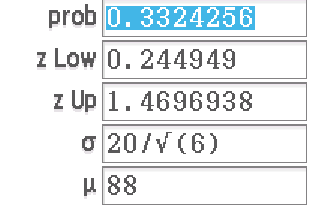 prob 0.3324256
z Low 0.244949
z Up 1.4696938
σ 20/√(6)
μ 88